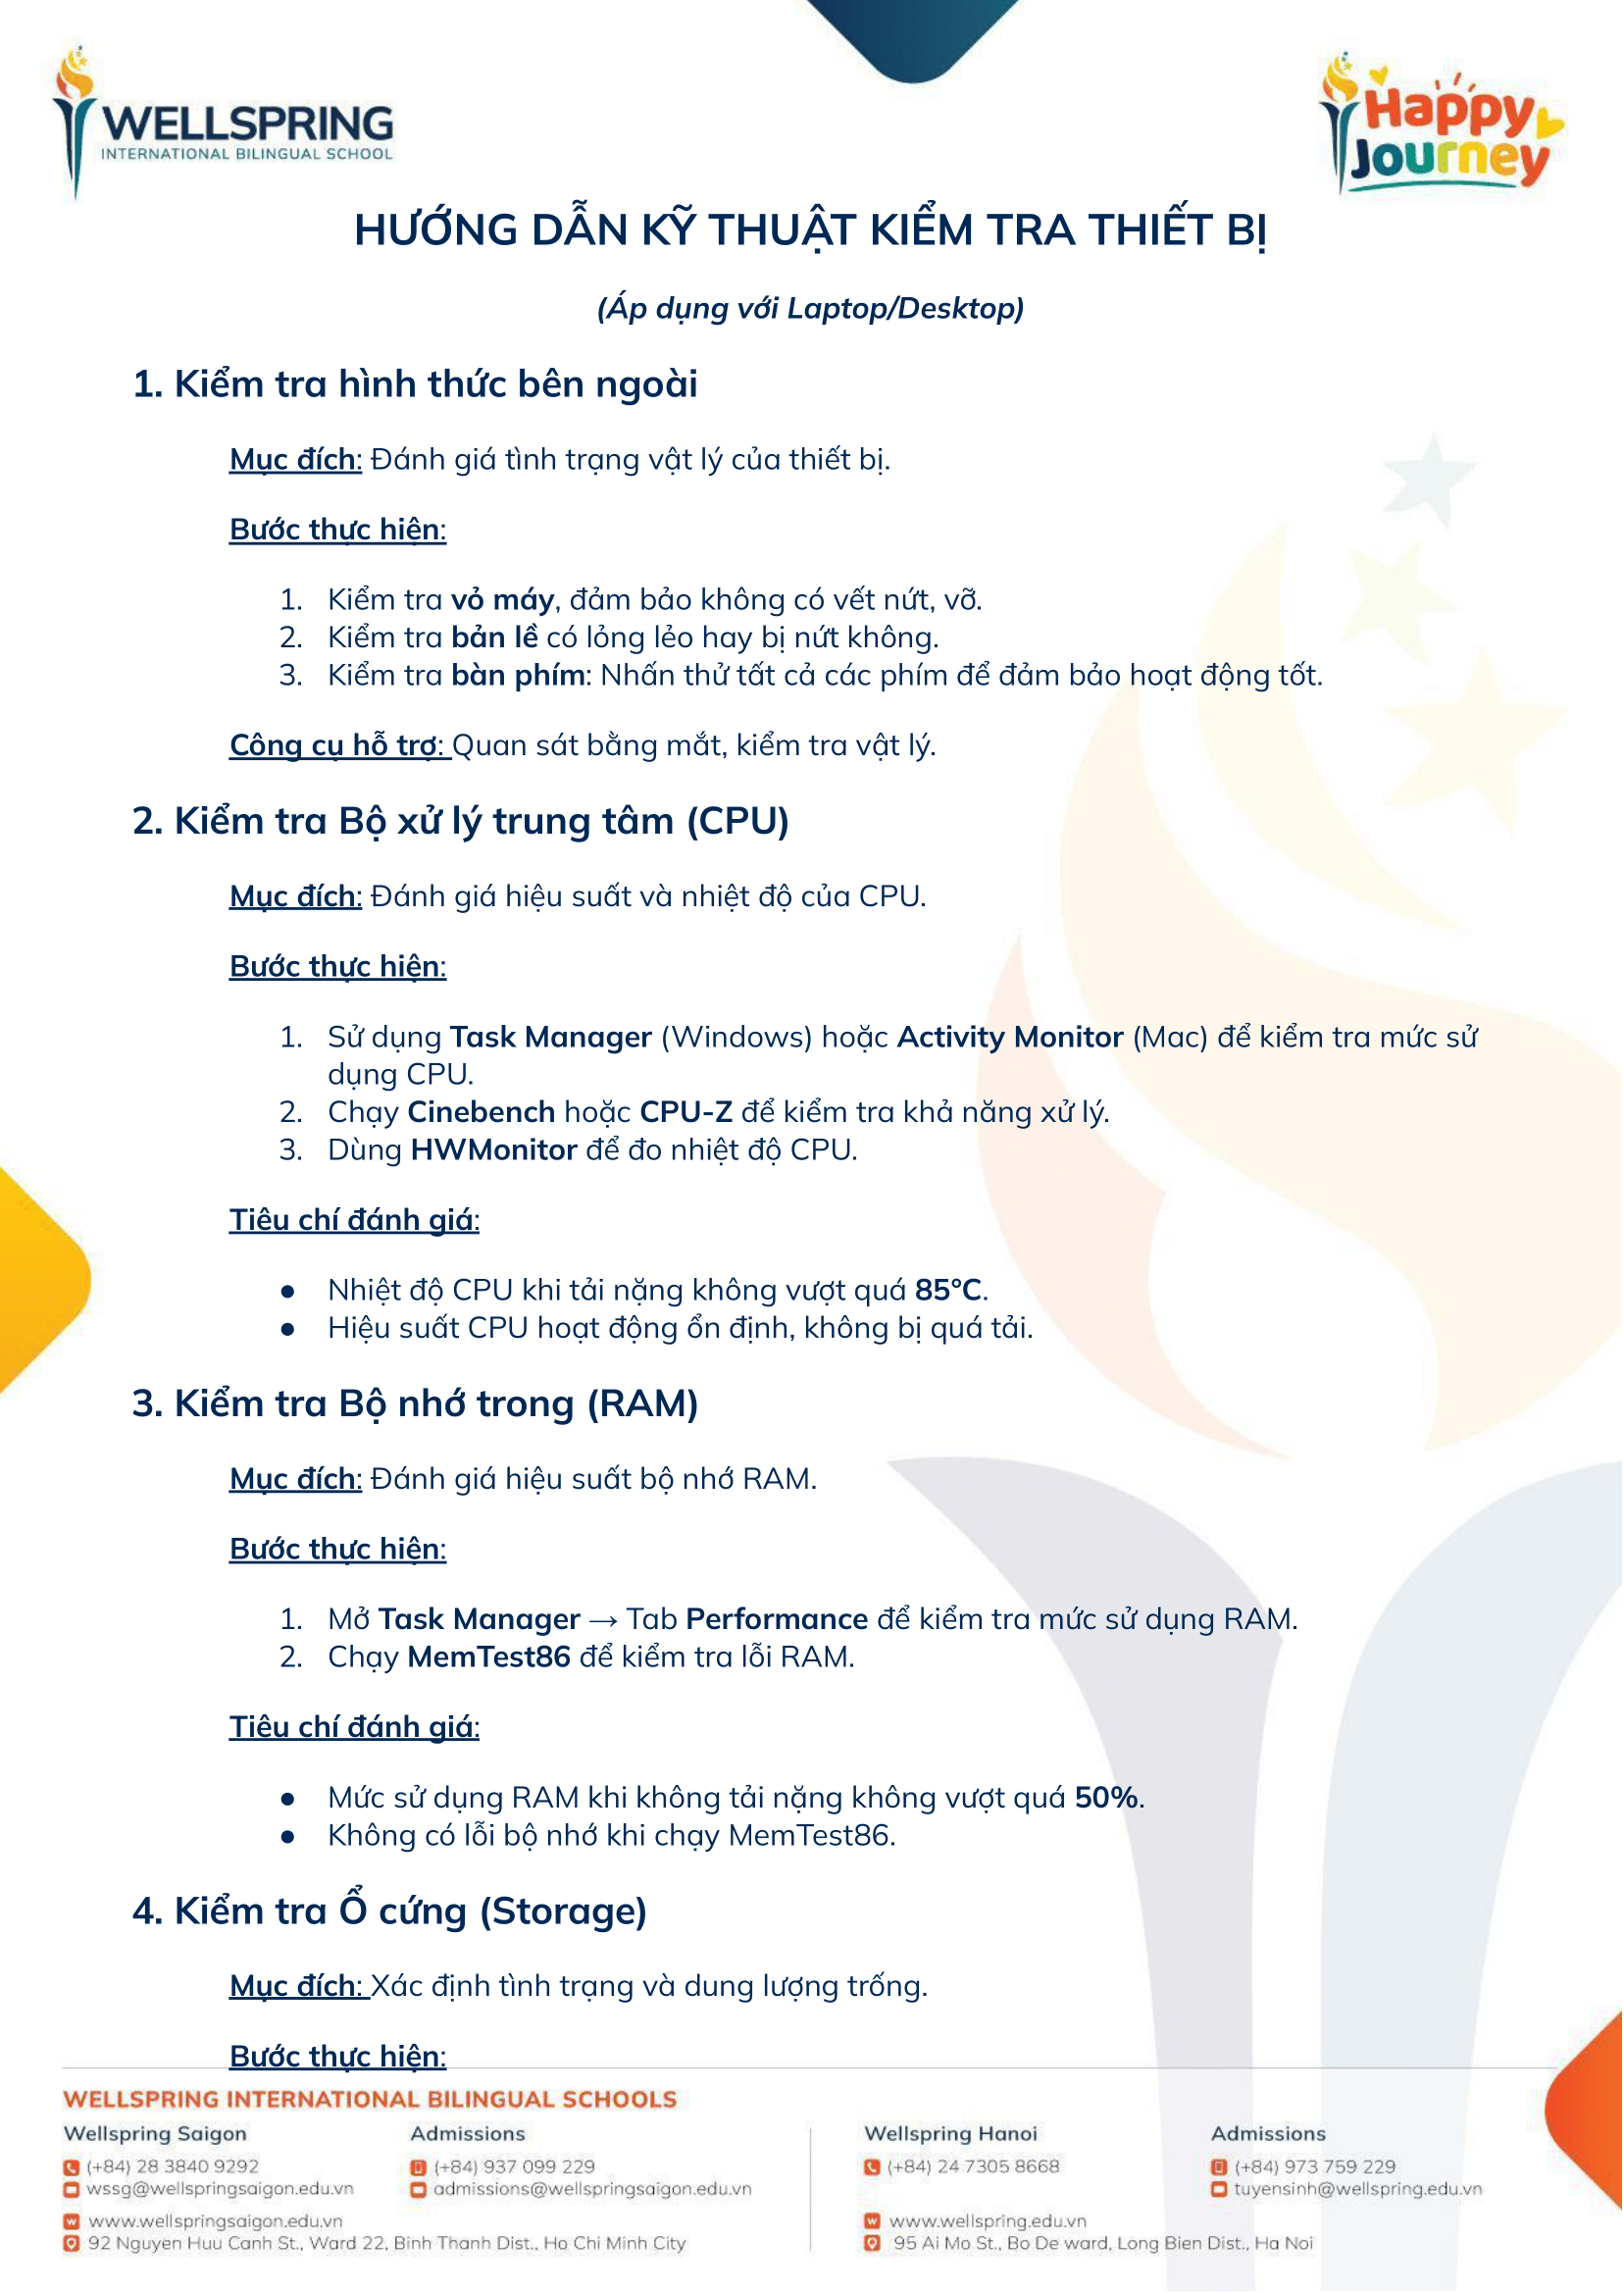 WELLSPRING
INTERNATIONAL BILINGUAL SCHOOL
Happy
Journey
HƯỚNG DẪN KỸ THUẬT KIỂM TRA THIẾT BỊ
(Áp dụng với Laptop/Desktop)
1. Kiểm tra hình thức bên ngoài
Mục đích: Đánh giá tình trạng vật lý của thiết bị.
Bước thực hiện:
1. Kiểm tra vỏ máy, đảm bảo không có vết nứt, vỡ.
2. Kiểm tra bản lề có lỏng lẻo hay bị nứt không.
3. Kiểm tra bàn phím: Nhấn thử tất cả các phím để đảm bảo hoạt động tốt.
Công cụ hỗ trợ: Quan sát bằng mắt, kiểm tra vật lý.
2. Kiểm tra Bộ xử lý trung tâm (CPU)
Mục đích: Đánh giá hiệu suất và nhiệt độ của CPU.
Bước thực hiện:
1. Sử dụng Task Manager (Windows) hoặc Activity Monitor (Mac) để kiểm tra mức sử
dụng CPU.
2. Chạy Cinebench hoặc CPU-Z để kiểm tra khả năng xử lý.
3. Dùng HWMonitor để đo nhiệt độ CPU.
Tiêu chí đánh giá:
● Nhiệt độ CPU khi tải nặng không vượt quá 85°C.
● Hiệu suất CPU hoạt động ổn định, không bị quá tải.
3. Kiểm tra Bộ nhớ trong (RAM)
Mục đích: Đánh giá hiệu suất bộ nhớ RAM.
Bước thực hiện:
1. Mở Task Manager → Tab Performance để kiểm tra mức sử dụng RAM.
2. Chạy MemTest86 để kiểm tra lỗi RAM.
Tiêu chí đánh giá:
● Mức sử dụng RAM khi không tải nặng không vượt quá 50%.
● Không có lỗi bộ nhớ khi chạy MemTest86.
4. Kiểm tra Ổ cứng (Storage)
Mục đích: Xác định tình trạng và dung lượng trống.
Bước thực hiện:
WELLSPRING INTERNATIONAL BILINGUAL SCHOOLS
Wellspring Saigon Admissions Wellspring Hanoi Admissions
(+84) 28 3840 9292 (+84) 937 099 229 (+84) 24 7305 8668 (+84) 973 759 229
wssg@wellspringsaigon.edu.vn admissions@wellspringsaigon.edu.vn tuyensinh@wellspring.edu.vn
www.wellspringsaigon.edu.vn www.wellspring.edu.vn
92 Nguyen Huu Canh St., Ward 22, Binh Thanh Dist., Ho Chi Minh City 95 Ai Mo St., Bo De ward, Long Bien Dist., Ha Noi